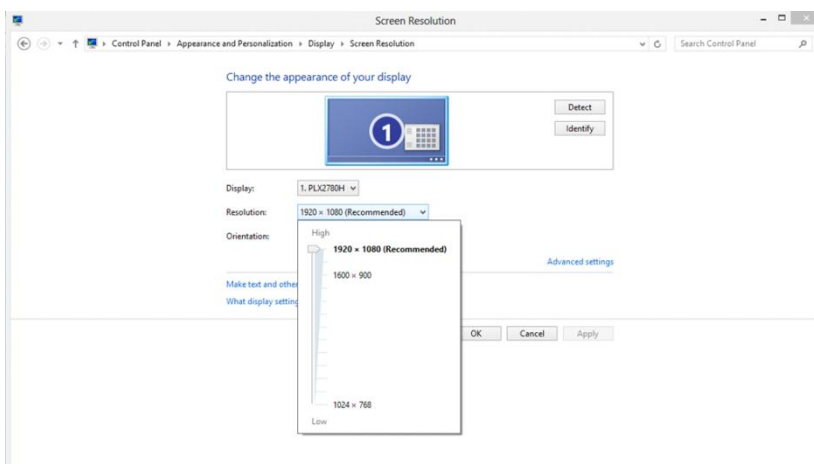 Screen Resolution
Control Panel Appearance and Personalization Display Screen Resolution
Search Control Panel
Change the appearance of your display
1
Detect
Identify
Display: 1. PLX2780H
Resolution: 1920 × 1080 (Recommended)
Orientation:
High
1920 × 1080 (Recommended)
1600 × 900
1024 × 768
Low
Advanced settings
Make text and other
What display setting
OK Cancel Apply